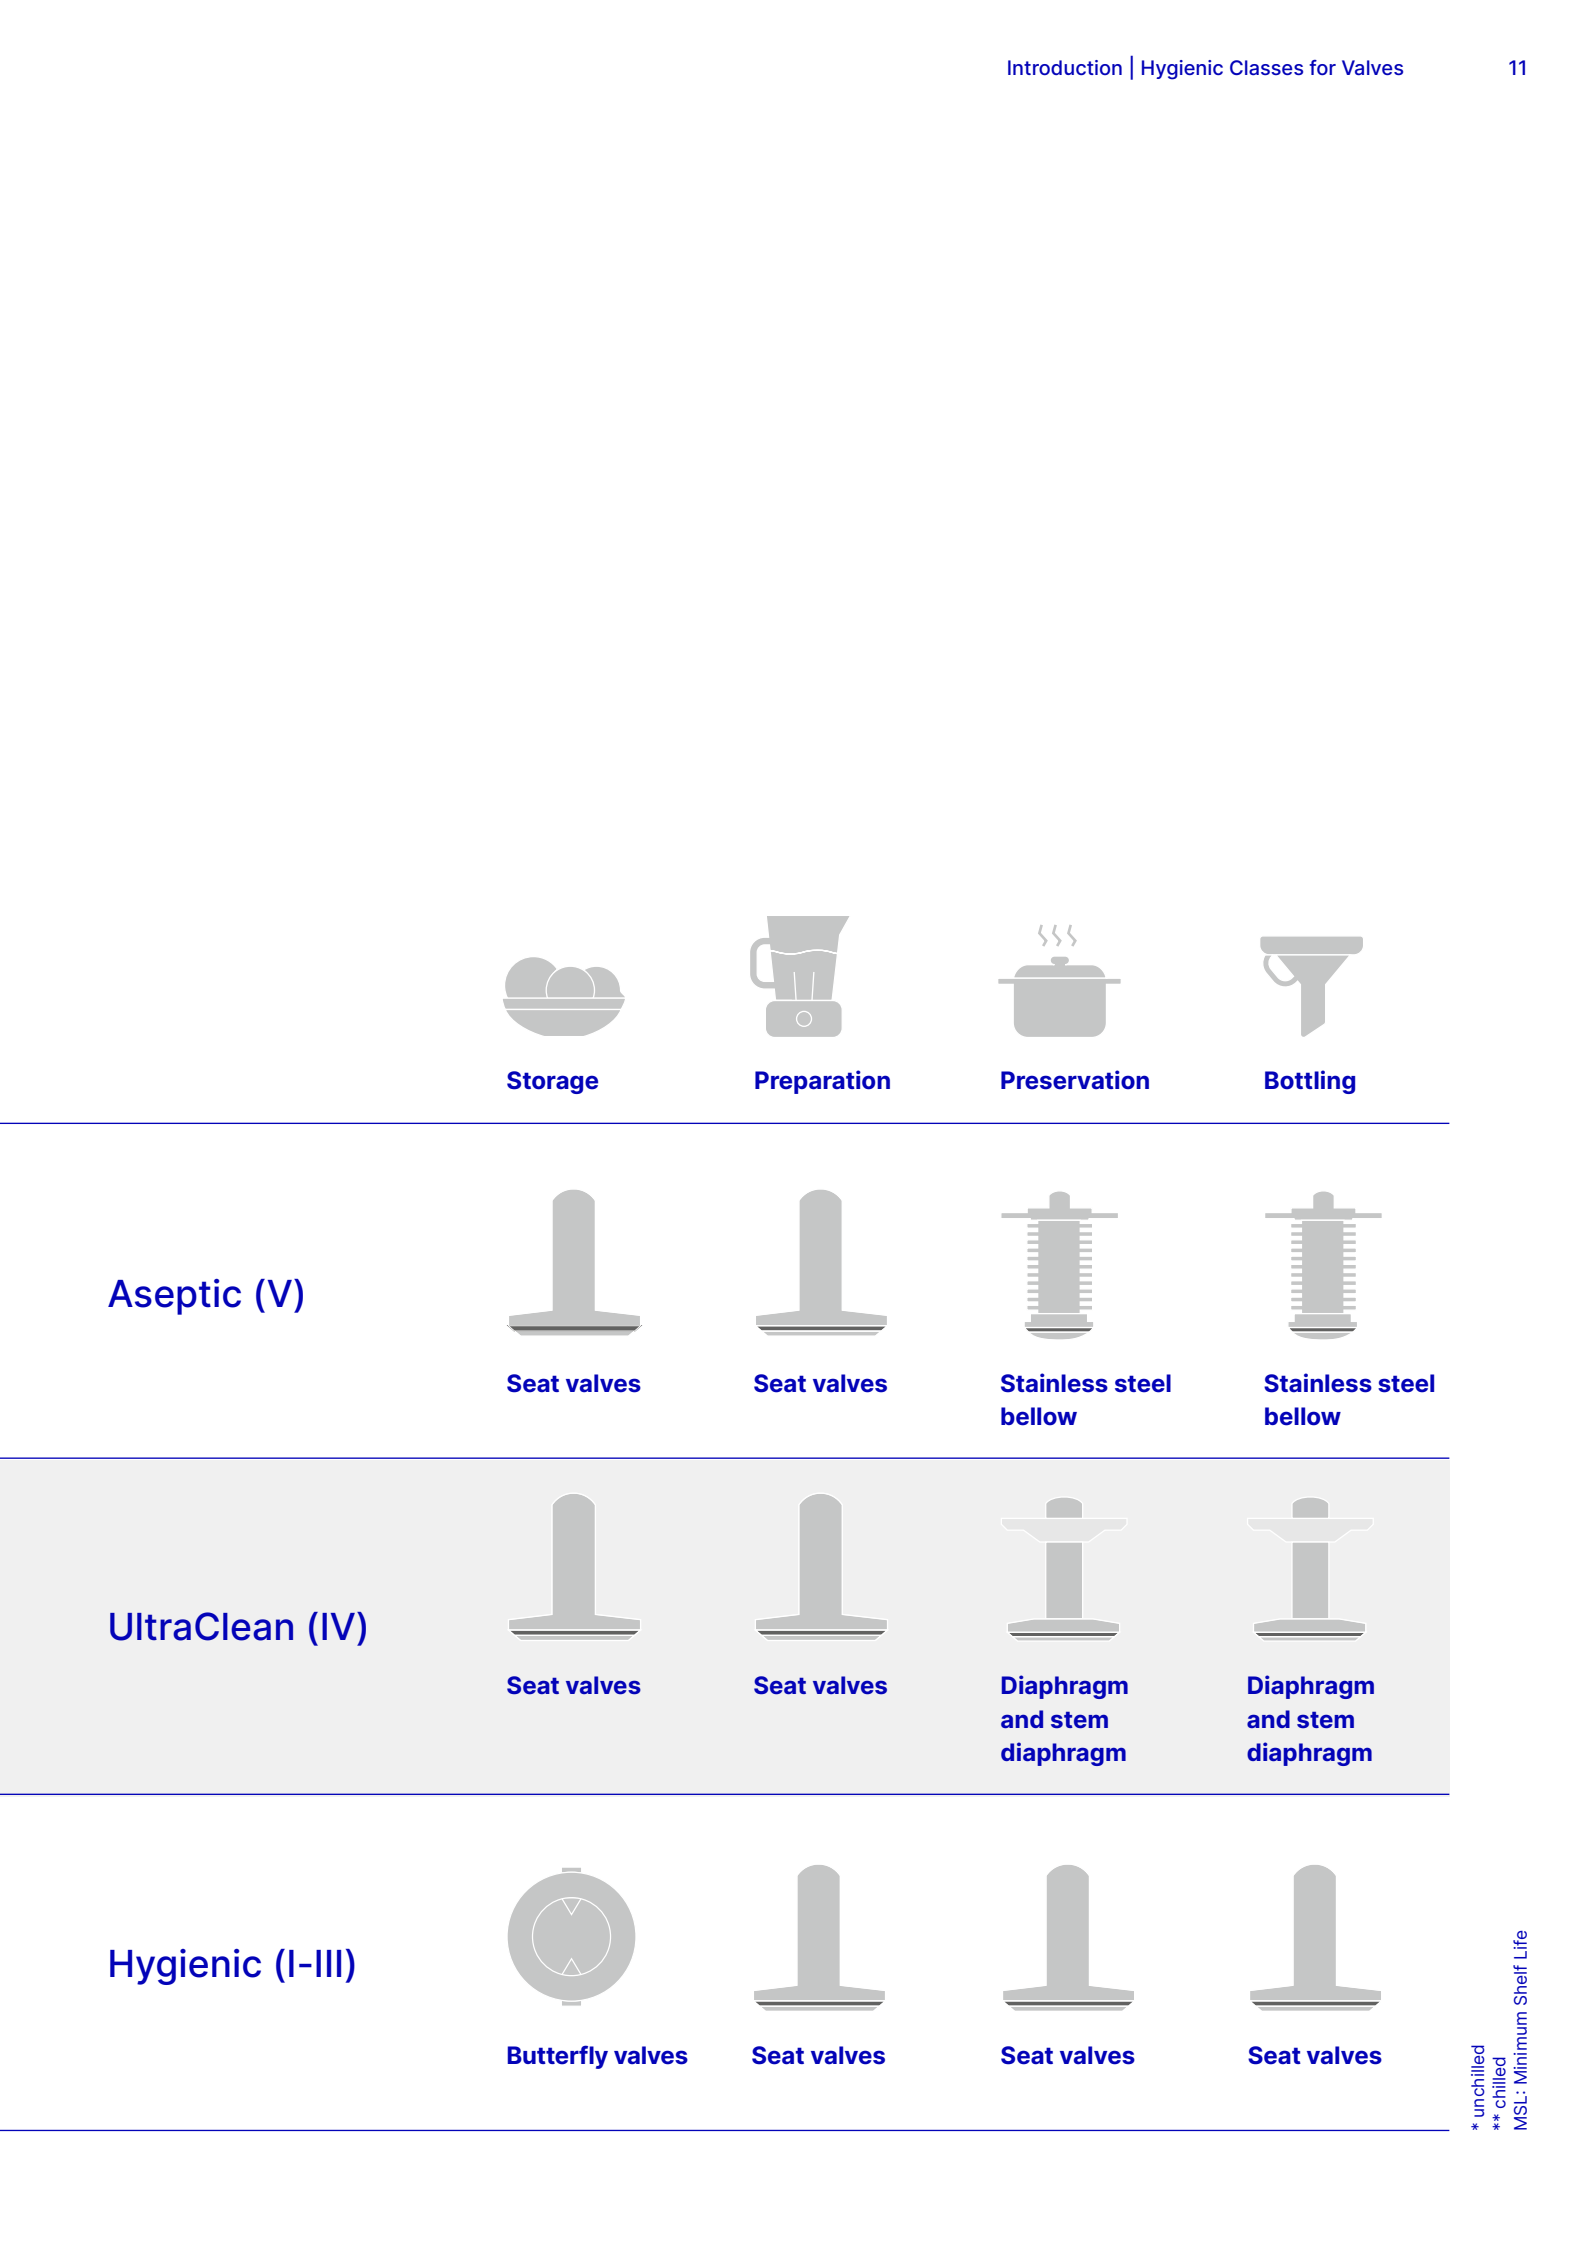 Introduction | Hygienic Classes for Valves 11
Storage Preparation Preservation Bottling
Aseptic (V)
Seat valves Seat valves Stainless steel Stainless steel
bellow bellow
UltraClean (IV)
Seat valves Seat valves Diaphragm Diaphragm
and stem and stem
diaphragm diaphragm
Hygienic (I-III)
Butterfly valves Seat valves Seat valves Seat valves
* unchilled
** chilled
MSL: Minimum Shelf Life